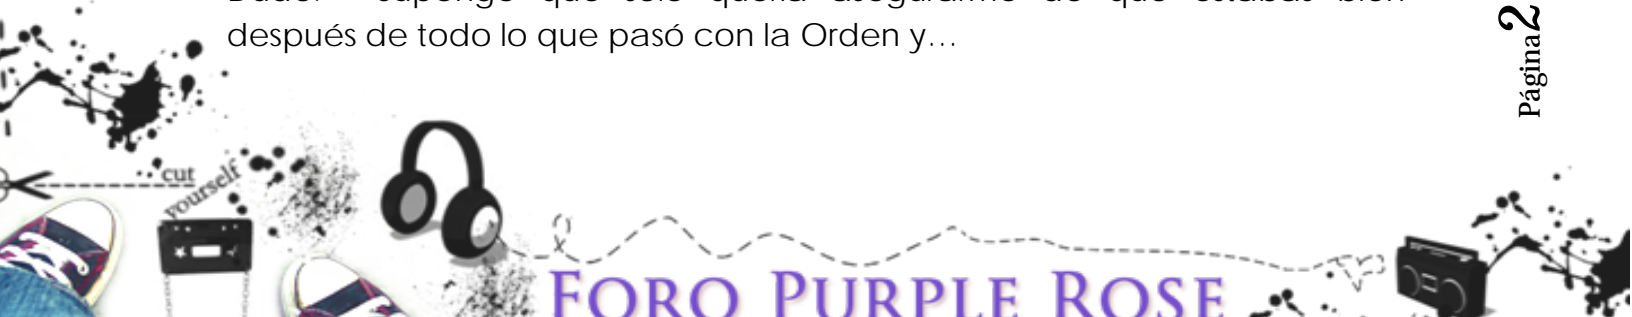 después de todo lo que pasó con la Orden y…
Página2
cut
yourself
FORO PURPLE ROSE